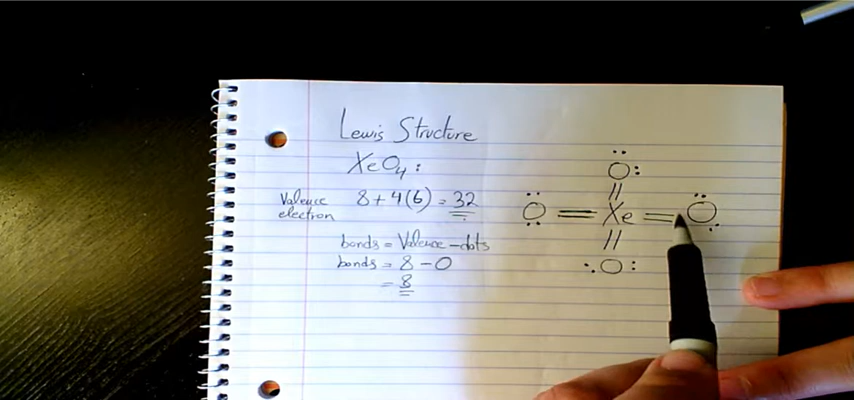 Lewis Structure
XeO4:
Valence electron 8 + 4(6) = 32
bonds = Valence - dots
bonds = 8 - 0
= 8
O
O = Xe = O
O